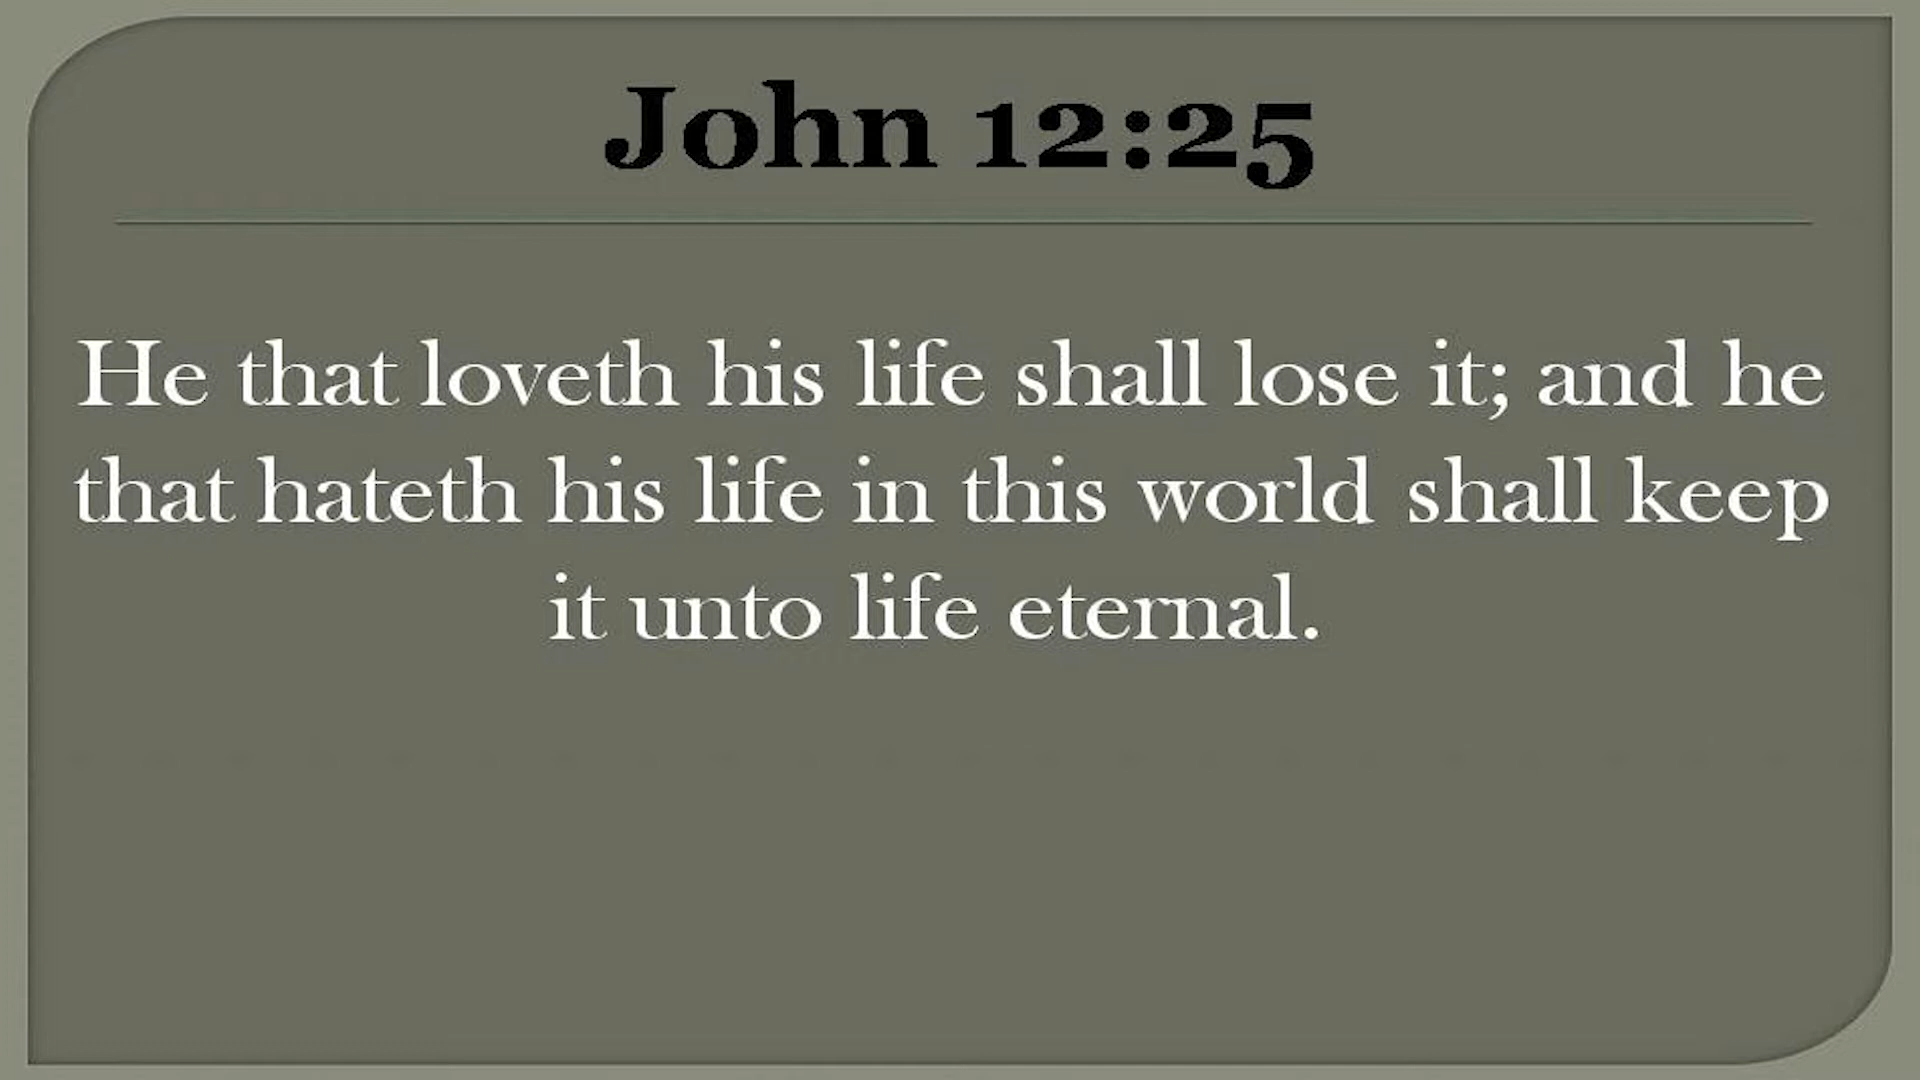 John 12:25
He that loveth his life shall lose it; and he
that hateth his life in this world shall keep
it unto life eternal.